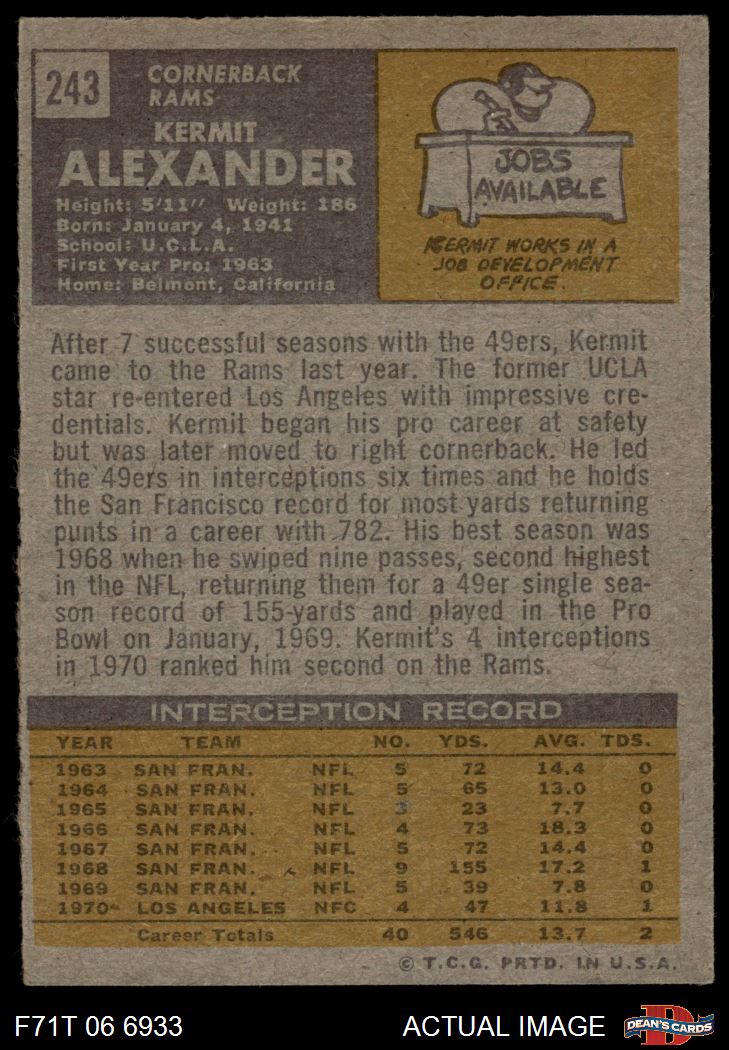 243
CORNERBACK
RAMS
KERMIT
ALEXANDER
Height: 5'11" Weight: 186
Born: January 4, 1941
School: U.C.L.A.
First Year Pro: 1963
Home: Belmont, California
JOBS
AVAILABLE
KERMIT WORKS IN A
JOB DEVELOPMENT
OFFICE.
After 7 successful seasons with the 49ers, Kermit
came to the Rams last year. The former UCLA
star re-entered Los Angeles with impressive cre-
dentials. Kermit began his pro career at safety
but was later moved to right cornerback. He led
the 49ers in interceptions six times and he holds
the San Francisco record for most yards returning
punts in a career with 782. His best season was
1968 when he swiped nine passes, second highest
in the NFL, returning them for a 49er single sea-
son record of 155-yards and played in the Pro
Bowl on January, 1969. Kermit's 4 interceptions
in 1970 ranked him second on the Rams.
INTERCEPTION RECORD
YEAR TEAM NO. YDS. AVG. TDS.
1963 SAN FRAN. NFL 5 72 14.4 0
1964 SAN FRAN. NFL 5 65 13.0 0
1965 SAN FRAN. NFL 3 23 7.7 0
1966 SAN FRAN. NFL 4 73 18.3 0
1967 SAN FRAN. NFL 5 72 14.4 0
1968 SAN FRAN. NFL 9 155 17.2 1
1969 SAN FRAN. NFL 5 39 7.8 0
1970 LOS ANGELES NFC 4 47 11.8 1
Career Totals 40 546 13.7 2
© T.C.G. PRTD. IN U.S.A.
F71T 06 6933 ACTUAL IMAGE
D
DEAN'S CARDS